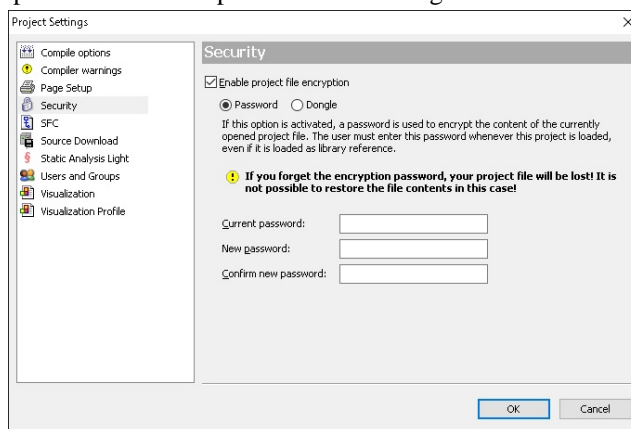 Project Settings
Compile options
Compiler warnings
Page Setup
Security
SFC
Source Download
Static Analysis Light
Users and Groups
Visualization
Visualization Profile
Security
Enable project file encryption
Password Dongle
If this option is activated, a password is used to encrypt the content of the currently
opened project file. The user must enter this password whenever this project is loaded,
even if it is loaded as library reference.
If you forget the encryption password, your project file will be lost! It is
not possible to restore the file contents in this case!
Current password:
New password:
Confirm new password:
OK Cancel